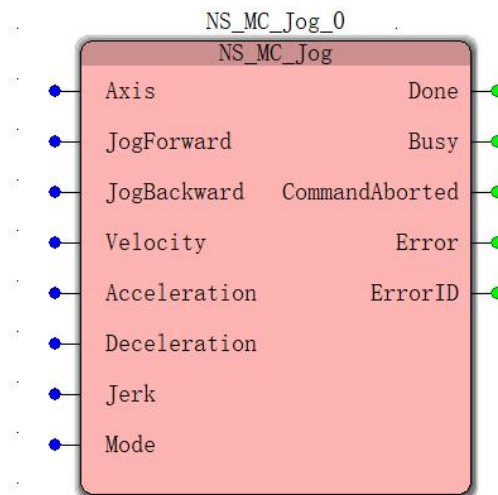 NS_MC_Jog_0
NS_MC_Jog
Axis Done
JogForward Busy
JogBackward CommandAborted
Velocity Error
Acceleration ErrorID
Deceleration
Jerk
Mode